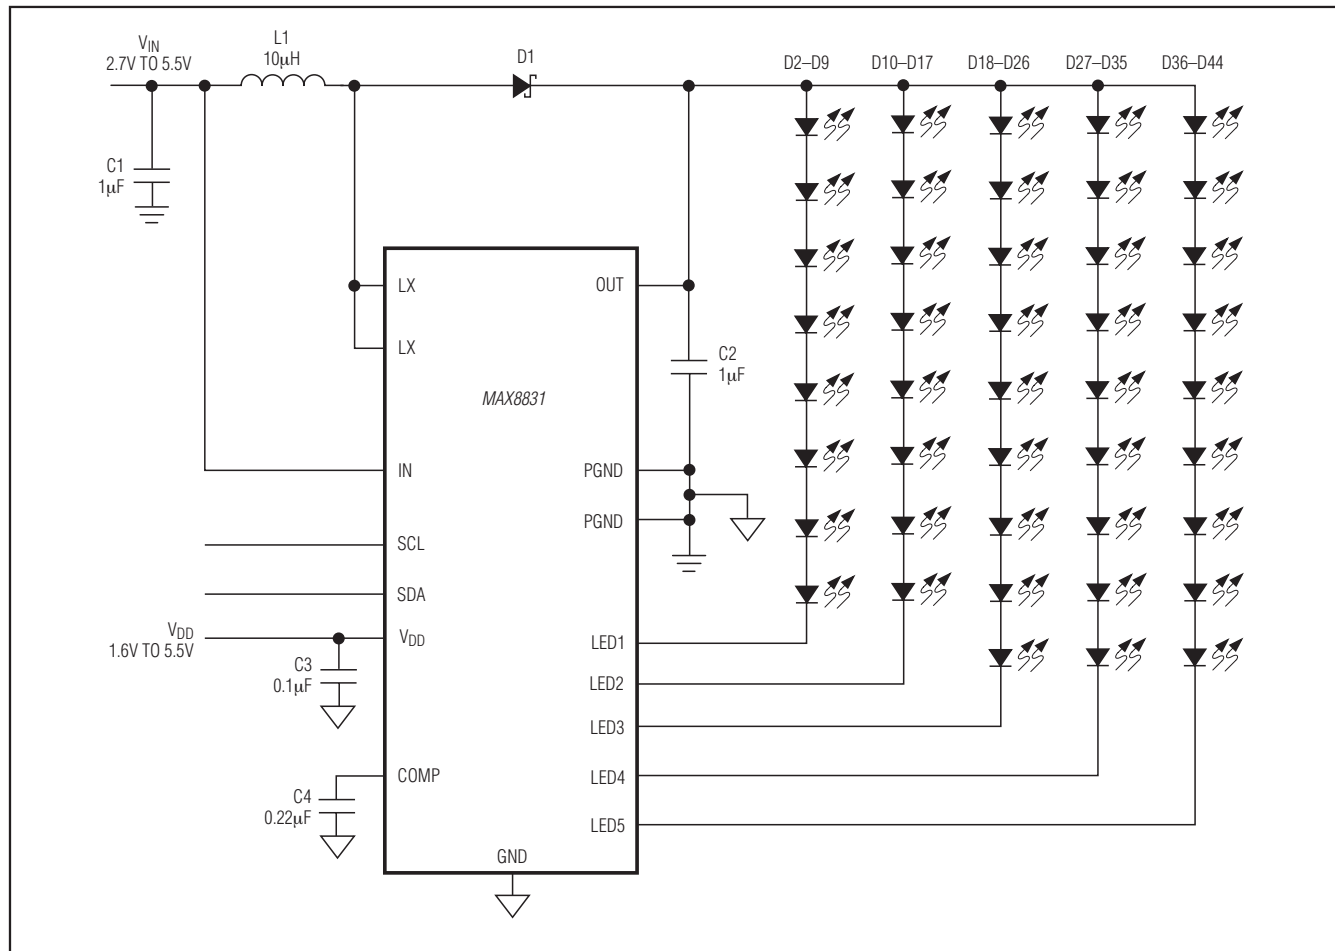 VIN
2.7V TO 5.5V
L1
10μH
D1
D2–D9
D10–D17
D18–D26
D27–D35
D36–D44
C1
1μF
LX
OUT
LX
C2
1μF
MAX8831
IN
PGND
PGND
SCL
SDA
VDD
1.6V TO 5.5V
VDD
LED1
C3
0.1μF
LED2
LED3
COMP
LED4
C4
0.22μF
LED5
GND